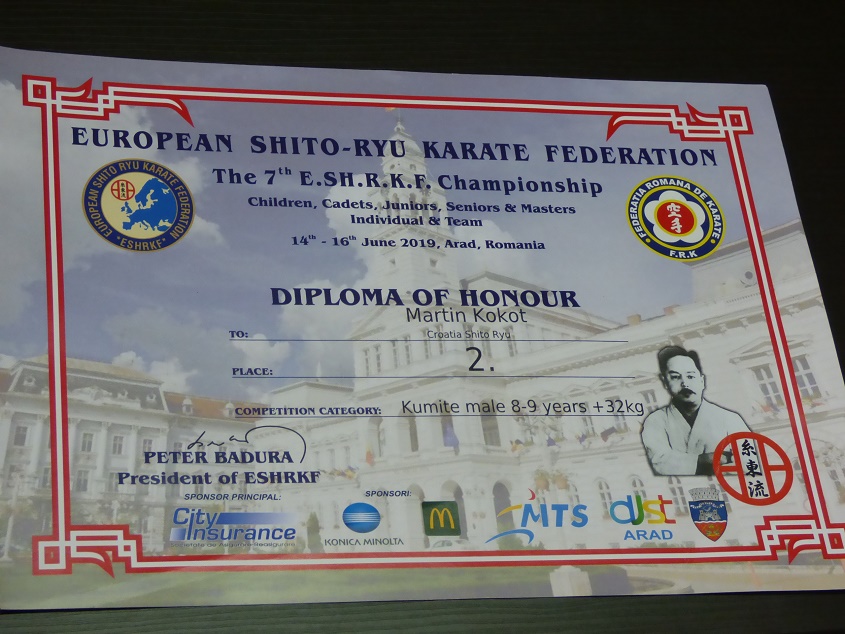 EUROPEAN SHITO-RYU KARATE FEDERATION
The 7th E.SH.R.K.F. Championship
Children, Cadets, Juniors, Seniors & Masters
Individual & Team
14th - 16th June 2019, Arad, Romania
EUROPEAN SHITO RYU KARATE FEDERATION
· ESHRKF ·
FEDERATIA ROMANA DE KARATE
空手
F.R.K
DIPLOMA OF HONOUR
Martin Kokot
TO: Croatia Shito Ryu
PLACE: 2.
COMPETITION CATEGORY: Kumite male 8-9 years +32kg
PETER BADURA
President of ESHRKF
糸東流
SPONSOR PRINCIPAL:
City Insurance
SPONSORI:
KONICA MINOLTA
M
MTS
djst
ARAD